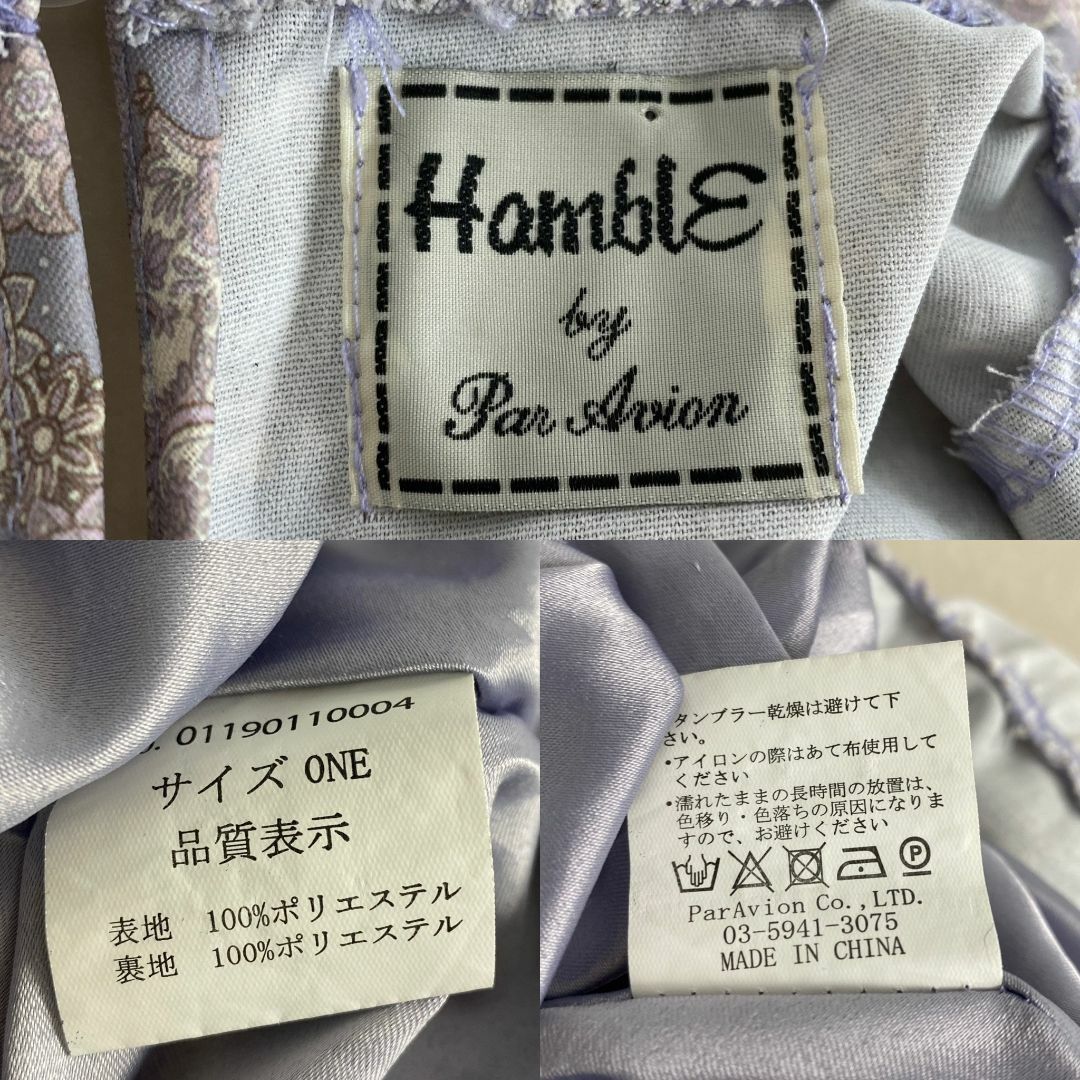 HamblE
by
Par Avion
. 01190110004
サイズ ONE
品質表示
表地 100%ポリエステル
裏地 100%ポリエステル
タンブラー乾燥は避けて下
さい。
・アイロンの際はあて布使用して
ください
・濡れたままの長時間の放置は、
色移り・色落ちの原因になりま
すので、お避けください
P
ParAvion Co.,LTD.
03-5941-3075
MADE IN CHINA